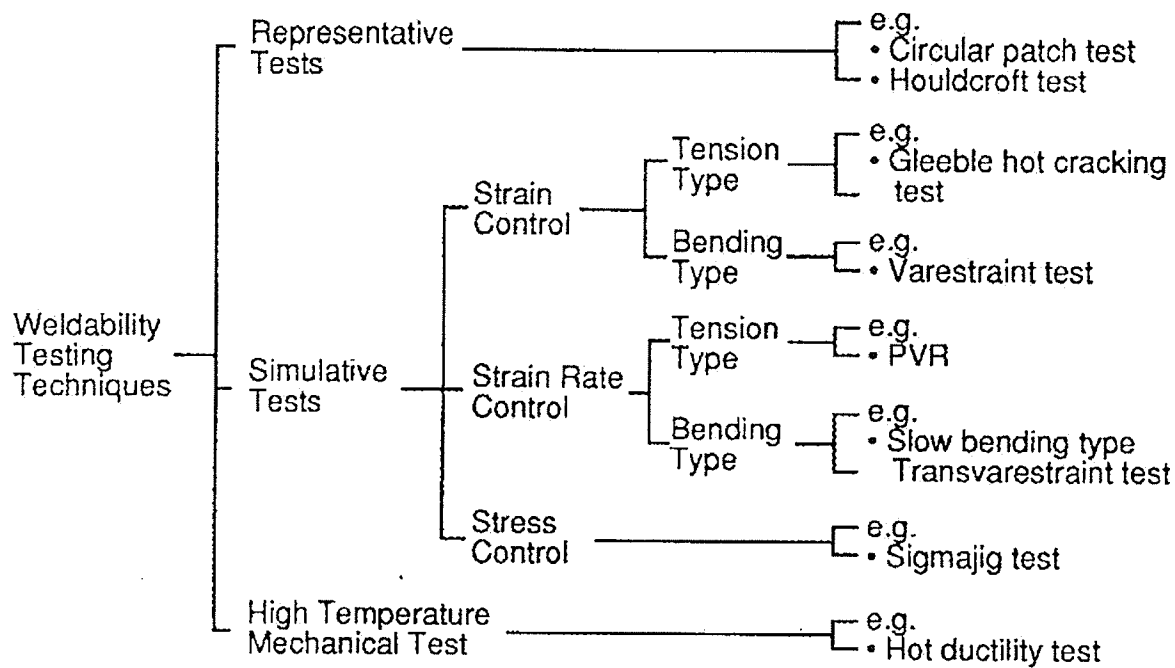 Representative
Tests
e.g.
• Circular patch test
• Houldcroft test
Tension
Type
e.g.
• Gleeble hot cracking
test
Strain
Control
Bending
Type
e.g.
• Varestraint test
Weldability
Testing
Techniques
Simulative
Tests
Strain Rate
Control
Tension
Type
e.g.
• PVR
Bending
Type
e.g.
• Slow bending type
Transvarestraint test
Stress
Control
e.g.
• Sigmajig test
High Temperature
Mechanical Test
e.g.
• Hot ductility test